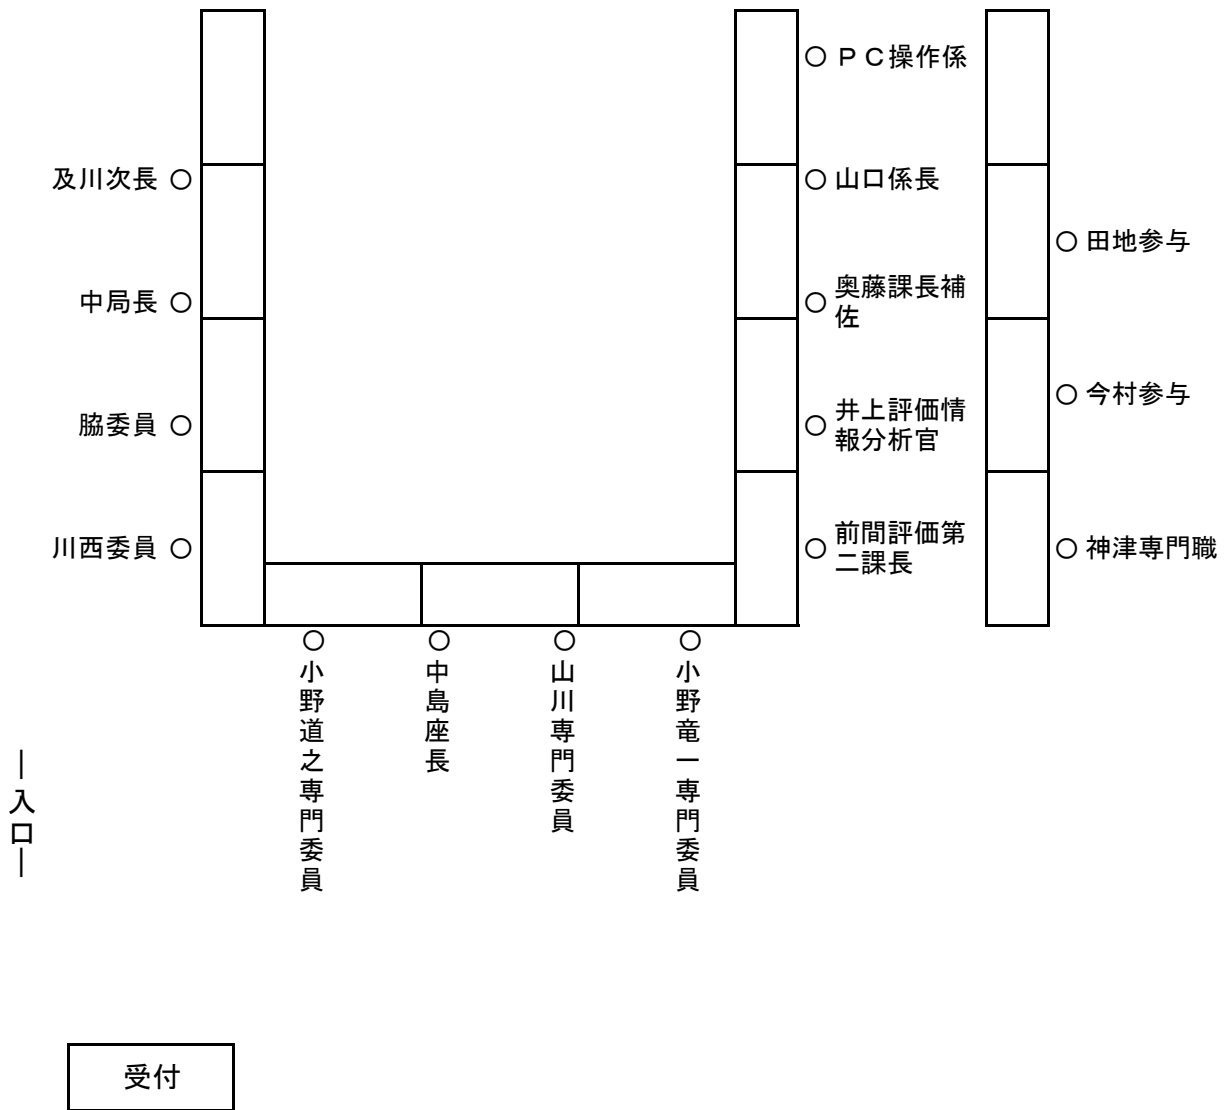 ○ ＰＣ操作係
及川次長 ○
○ 山口係長
○ 田地参与
中局長 ○
○ 奥藤課長補
佐
○ 今村参与
脇委員 ○
○ 井上評価情
報分析官
川西委員 ○
○ 前間評価第
二課長
○ 神津専門職
○小野道之専門委員
○中島座長
○山川専門委員
○小野竜一専門委員
｜入口｜
受付